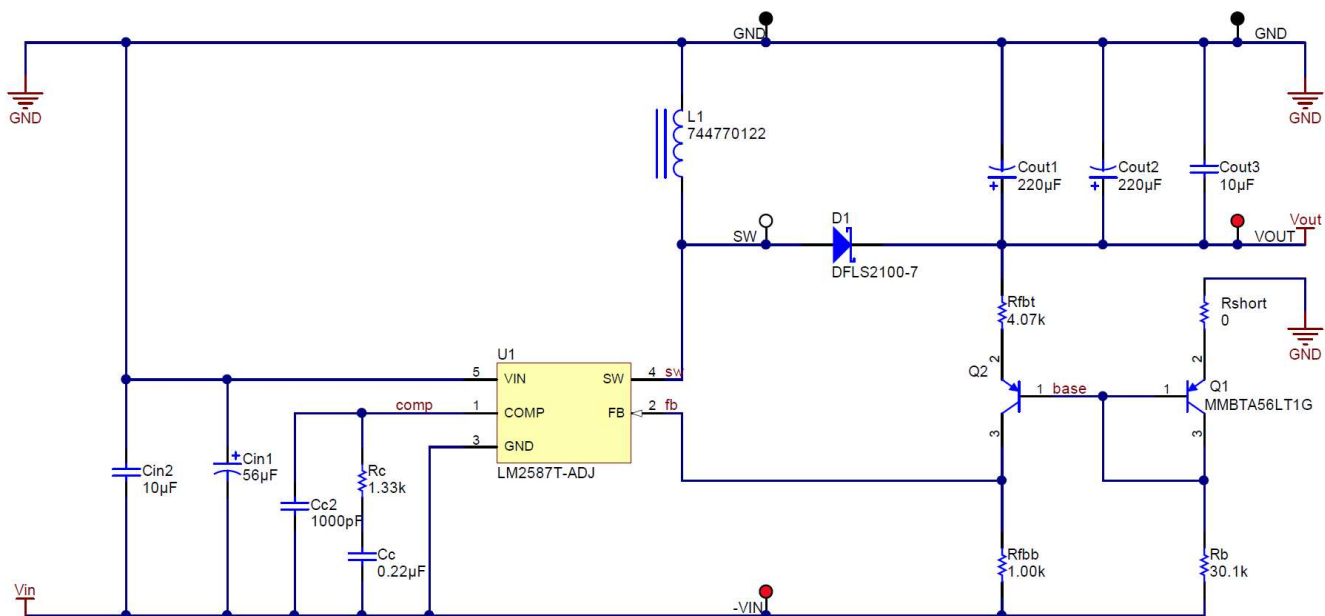 GND
GND
GND
GND
L1
744770122
Cout1
220µF
Cout2
220µF
Cout3
10µF
SW
D1
DFLS2100-7
VOUT
Vout
Rfbt
4.07k
Rshort
0
GND
U1
5
VIN
SW
4
sw
comp
1
COMP
FB
2
fb
3
GND
LM2587T-ADJ
2
Q2
1
base
3
2
1
Q1
MMBTA56LT1G
3
Cin2
10µF
Cin1
56µF
Rc
1.33k
Cc2
1000pF
Cc
0.22µF
Rfbb
1.00k
Rb
30.1k
Vin
-VIN